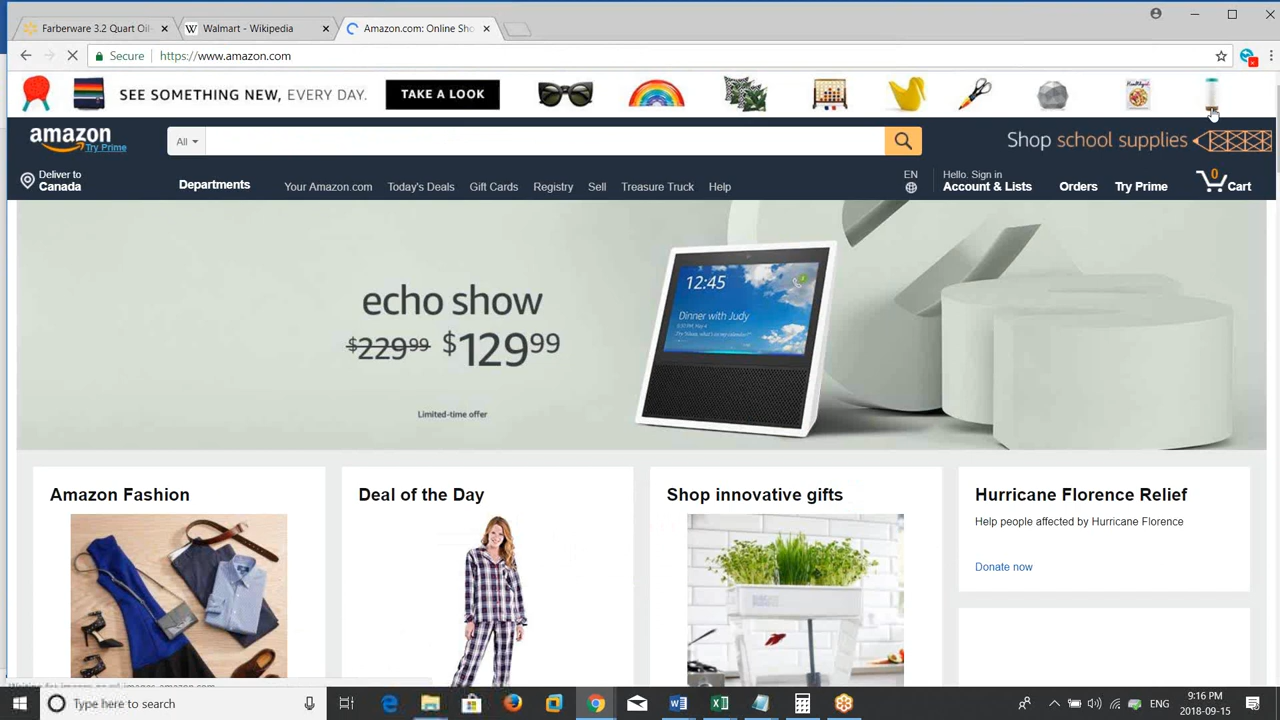 Farberware 3.2 Quart Oil-
Walmart - Wikipedia
Amazon.com: Online Sho
Secure
https://www.amazon.com
SEE SOMETHING NEW, EVERY DAY.
TAKE A LOOK
amazon
Try Prime
All
Shop school supplies
Deliver to
Canada
Departments
Your Amazon.com
Today's Deals
Gift Cards
Registry
Sell
Treasure Truck
Help
EN
Hello. Sign in
Account & Lists
Orders
Try Prime
0
Cart
echo show
$229 99 $129 99
Limited-time offer
12:45
Dinner with Judy
Amazon Fashion
Deal of the Day
Shop innovative gifts
Hurricane Florence Relief
Help people affected by Hurricane Florence
Donate now
Type here to search
ENG
9:16 PM
2018-09-15